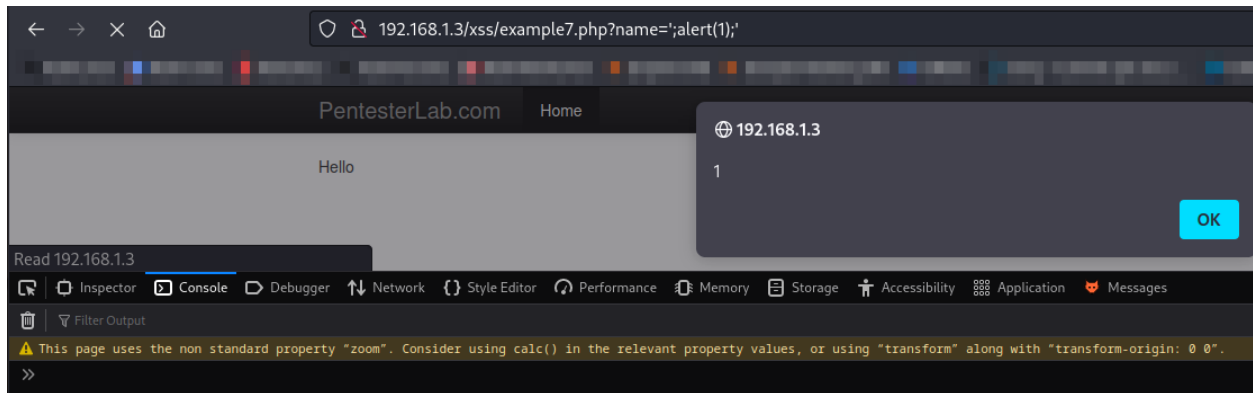 192.168.1.3/xss/example7.php?name=';alert(1);'
PentesterLab.com Home
192.168.1.3
Hello
1
OK
Read 192.168.1.3
Inspector Console Debugger Network {} Style Editor Performance Memory Storage Accessibility Application Messages
Filter Output
This page uses the non standard property “zoom”. Consider using calc() in the relevant property values, or using “transform” along with “transform-origin: 0 0”.
»